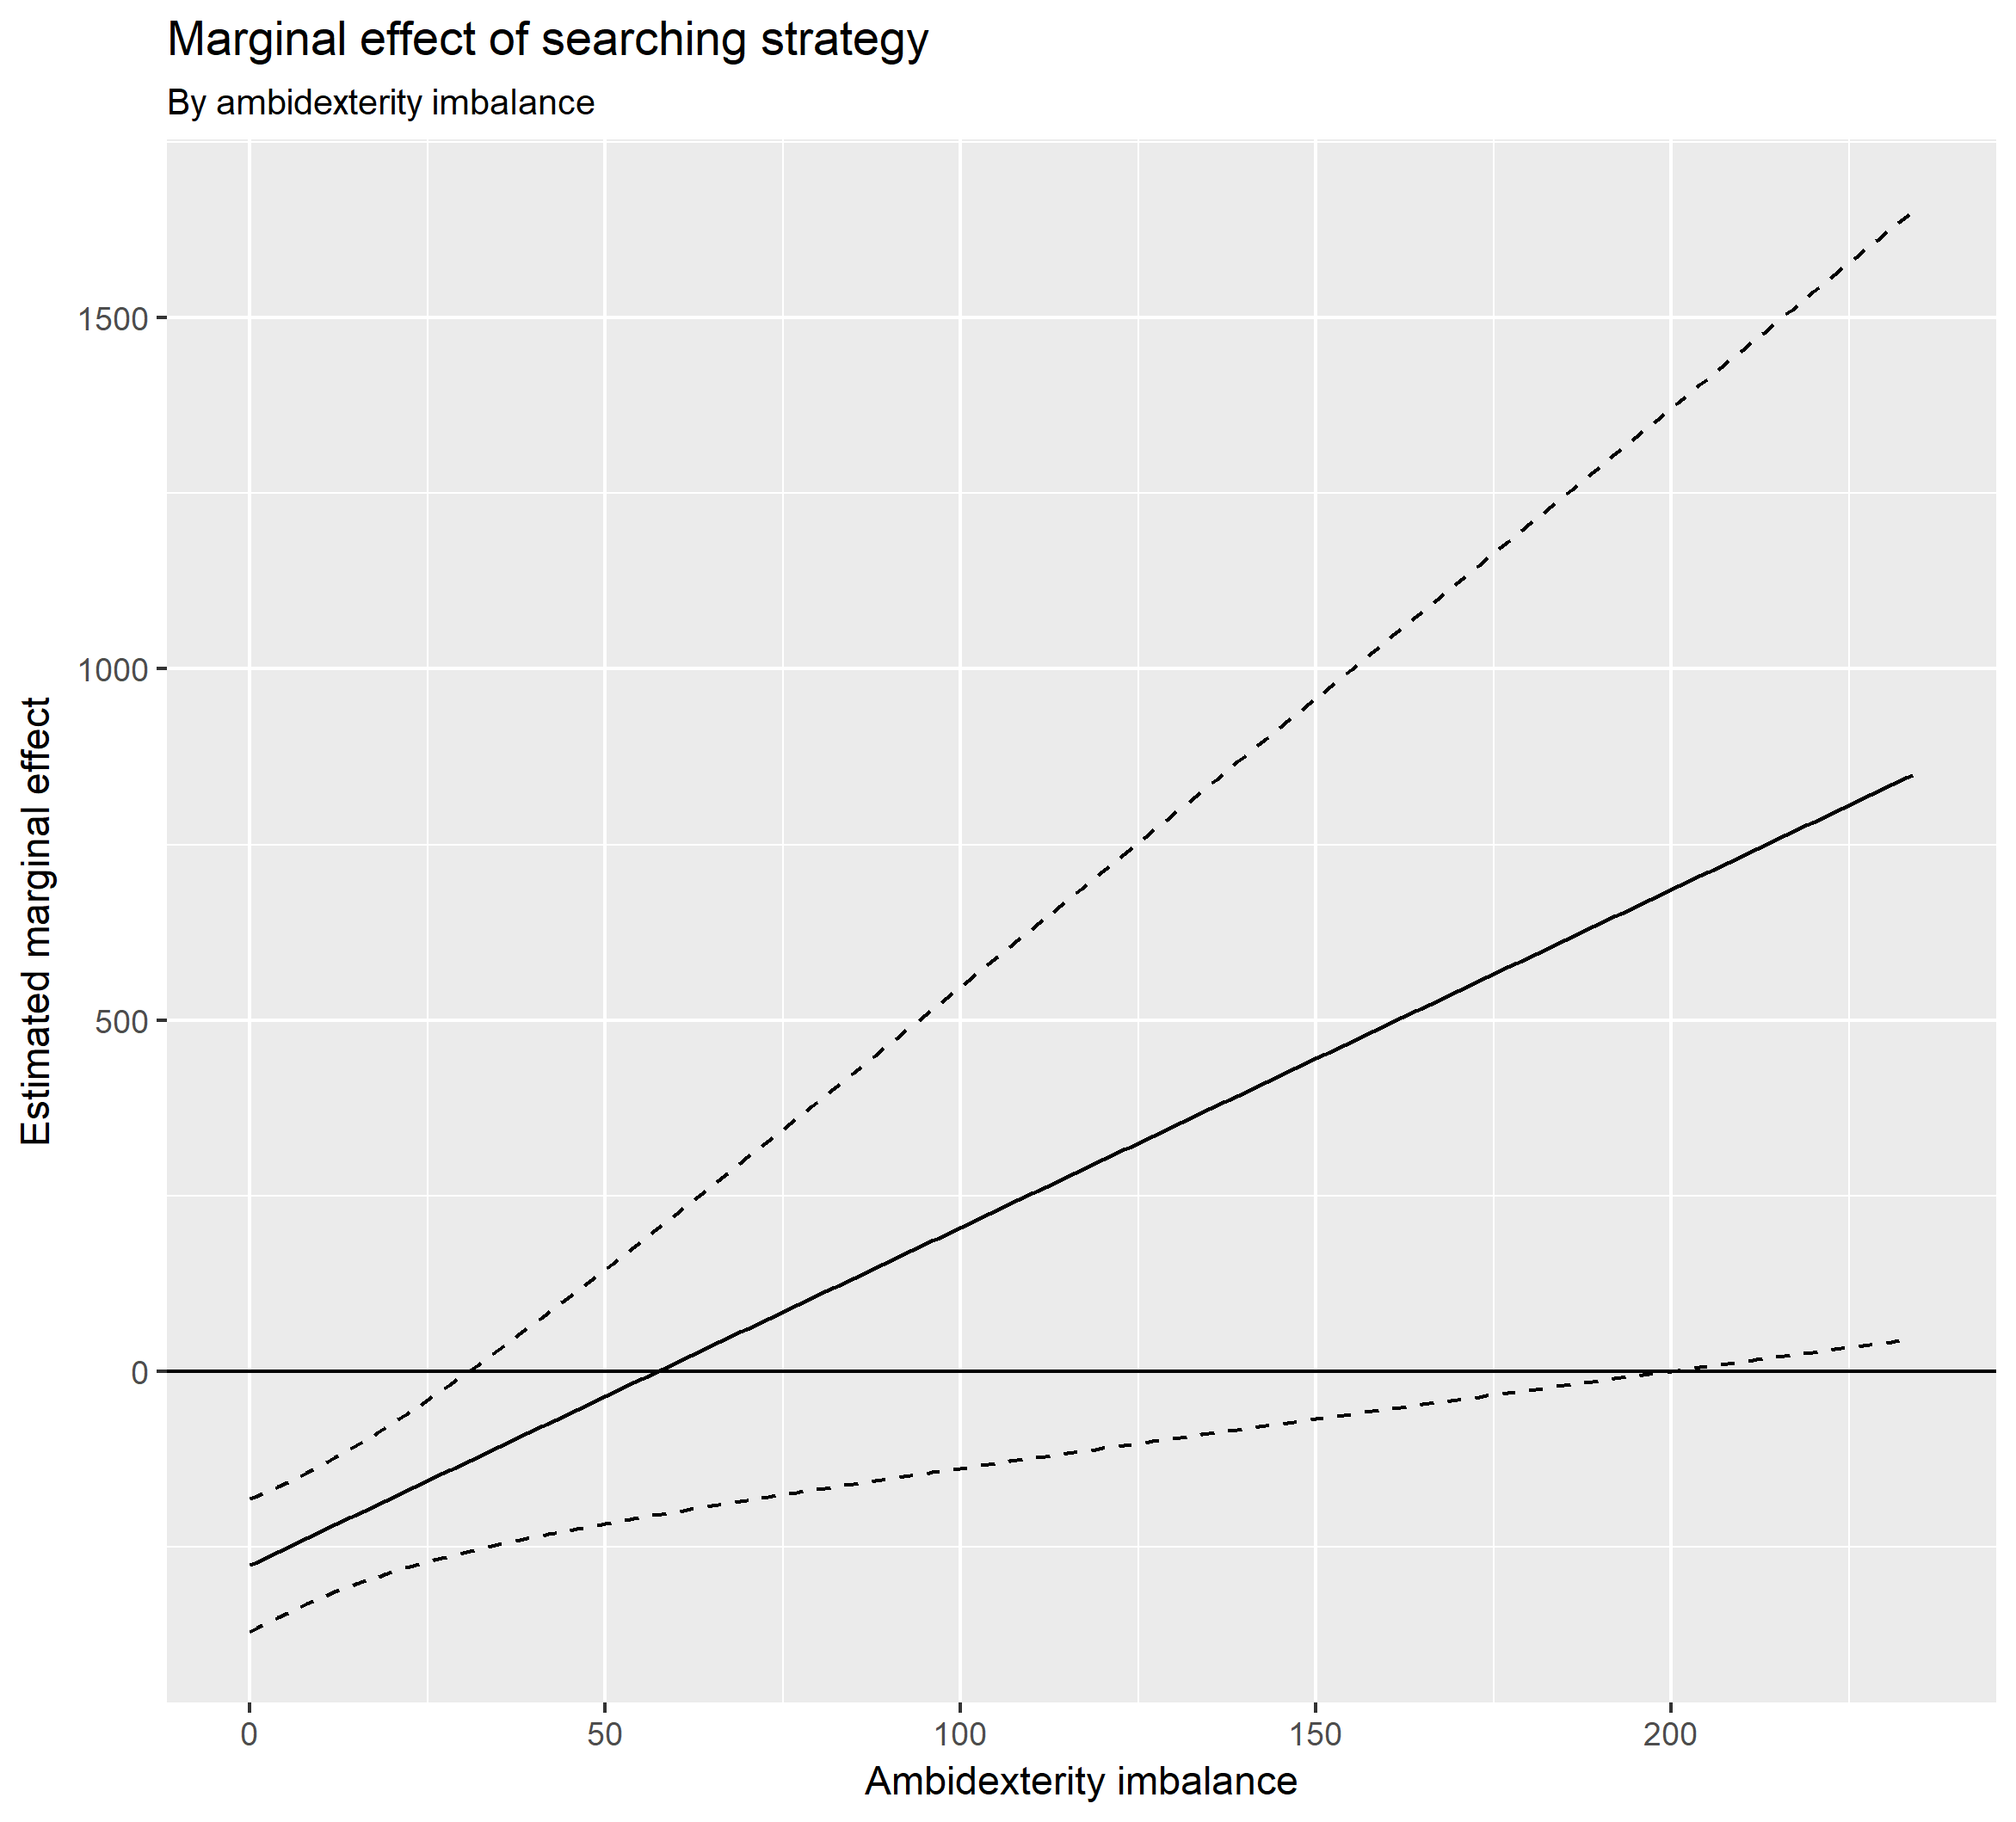 Marginal effect of searching strategy
By ambidexterity imbalance
1500
1000
500
0
Estimated marginal effect
0 50 100 150 200
Ambidexterity imbalance